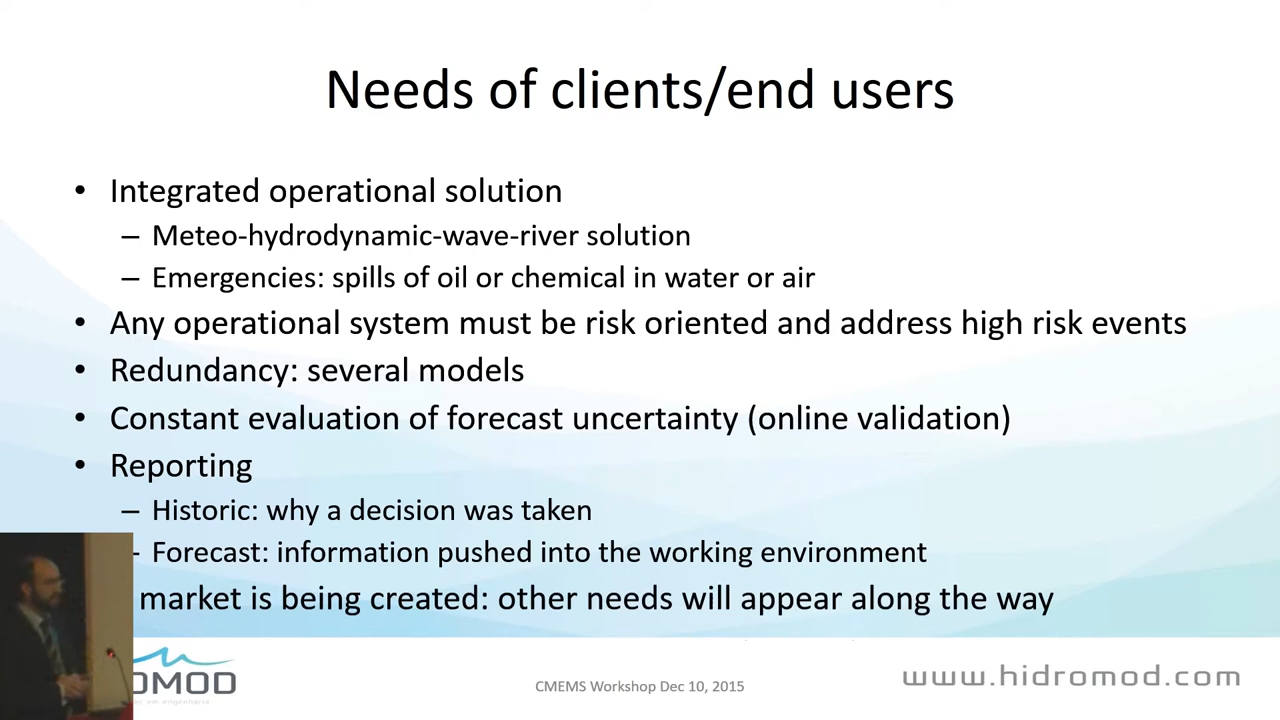 Needs of clients/end users
• Integrated operational solution
– Meteo-hydrodynamic-wave-river solution
– Emergencies: spills of oil or chemical in water or air
• Any operational system must be risk oriented and address high risk events
• Redundancy: several models
• Constant evaluation of forecast uncertainty (online validation)
• Reporting
– Historic: why a decision was taken
- Forecast: information pushed into the working environment
market is being created: other needs will appear along the way
OMOD
em engenharia
CMEMS Workshop Dec 10, 2015
www.hidromod.com